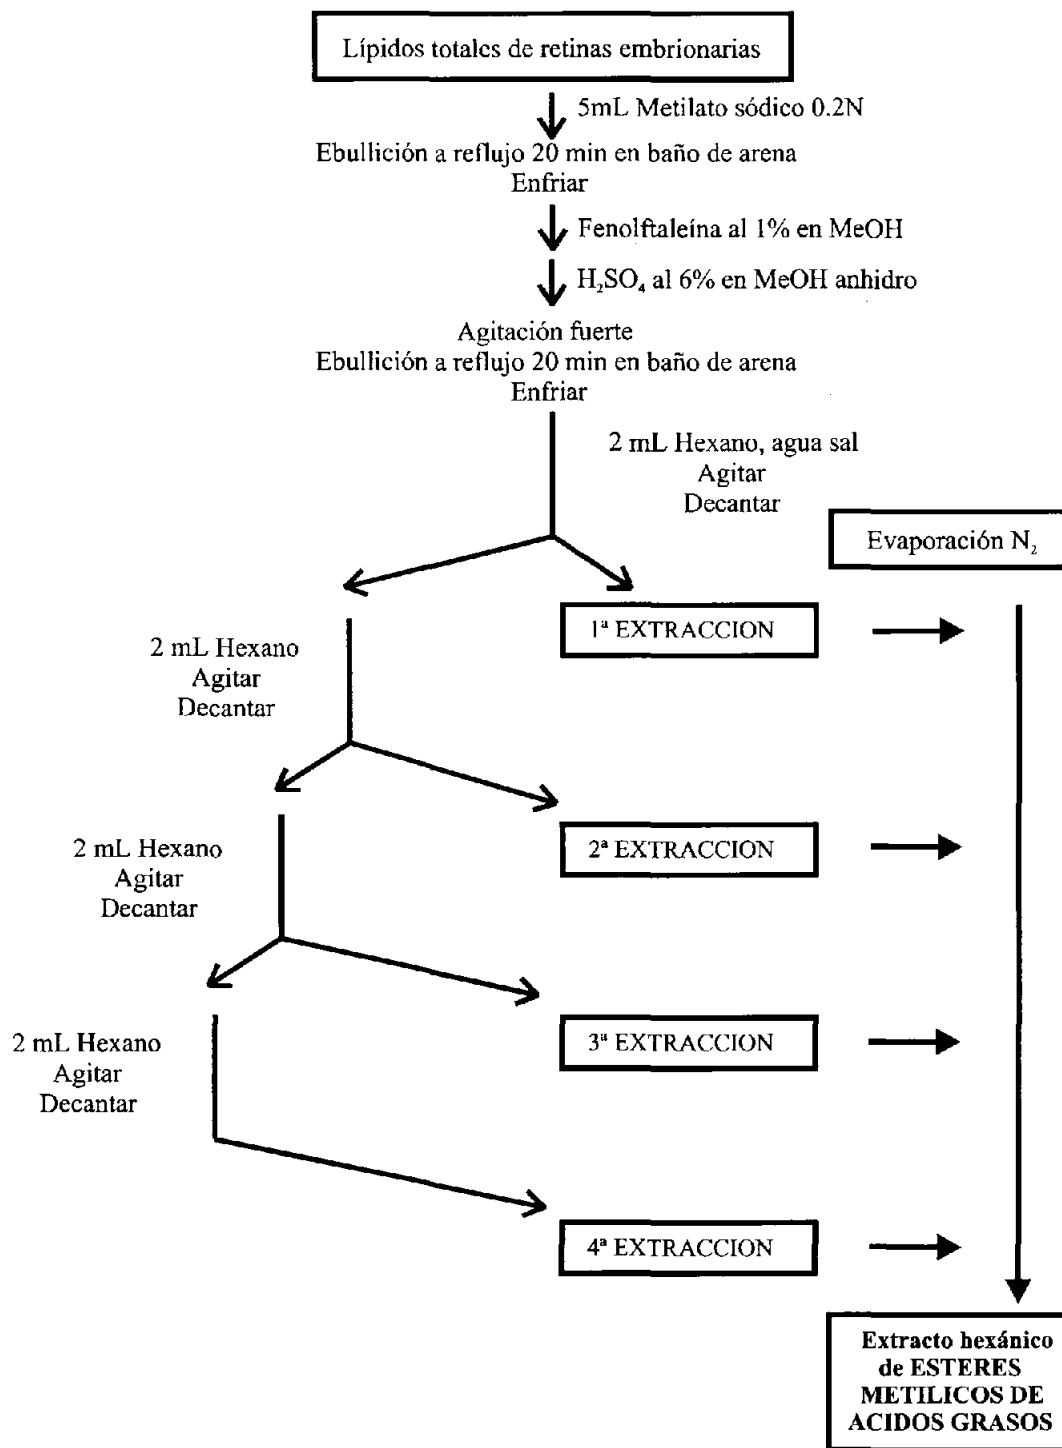 Lípidos totales de retinas embrionarias
5mL Metilato sódico 0.2N
Ebullición a reflujo 20 min en baño de arena
Enfriar
Fenolftaleína al 1% en MeOH
H₂SO₄ al 6% en MeOH anhidro
Agitación fuerte
Ebullición a reflujo 20 min en baño de arena
Enfriar
2 mL Hexano, agua sal
Agitar
Decantar
Evaporación N₂
1ª EXTRACCION
2 mL Hexano
Agitar
Decantar
2ª EXTRACCION
2 mL Hexano
Agitar
Decantar
3ª EXTRACCION
2 mL Hexano
Agitar
Decantar
4ª EXTRACCION
Extracto hexánico
de ESTERES
METILICOS DE
ACIDOS GRASOS